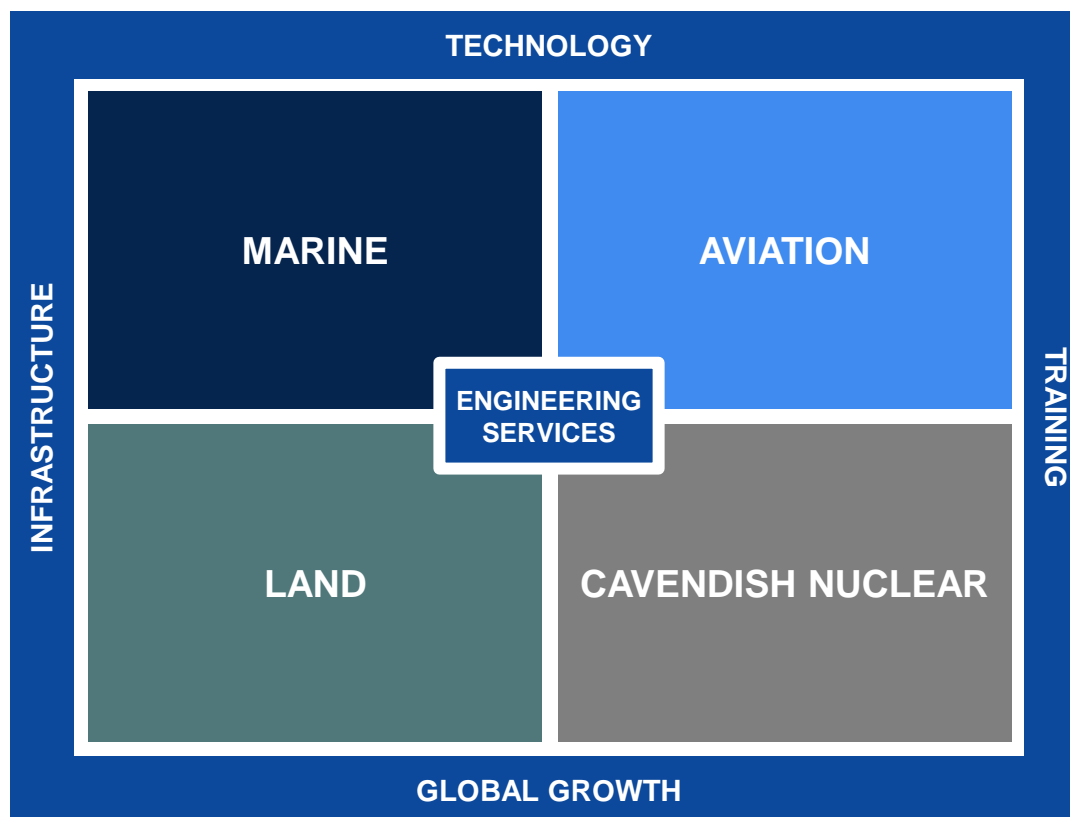 TECHNOLOGY
MARINE
AVIATION
INFRASTRUCTURE
ENGINEERING
SERVICES
TRAINING
LAND
CAVENDISH NUCLEAR
GLOBAL GROWTH